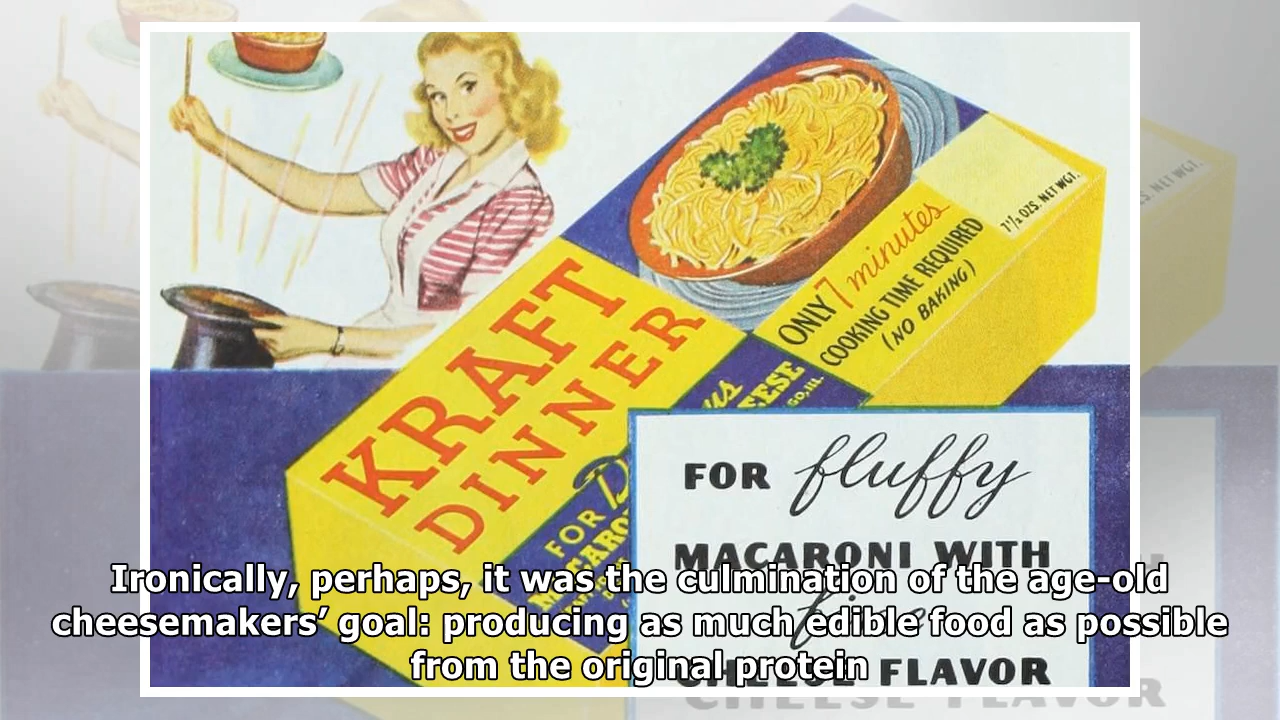 KRAFT
DINNER
ONLY 7 minutes
COOKING TIME REQUIRED
(NO BAKING)
7½ OZS. NET WGT.
FOR
FOR fluffy
MACARONI WITH
CHEESE FLAVOR
Ironically, perhaps, it was the culmination of the age-old
cheesemakers’ goal: producing as much edible food as possible
from the original protein